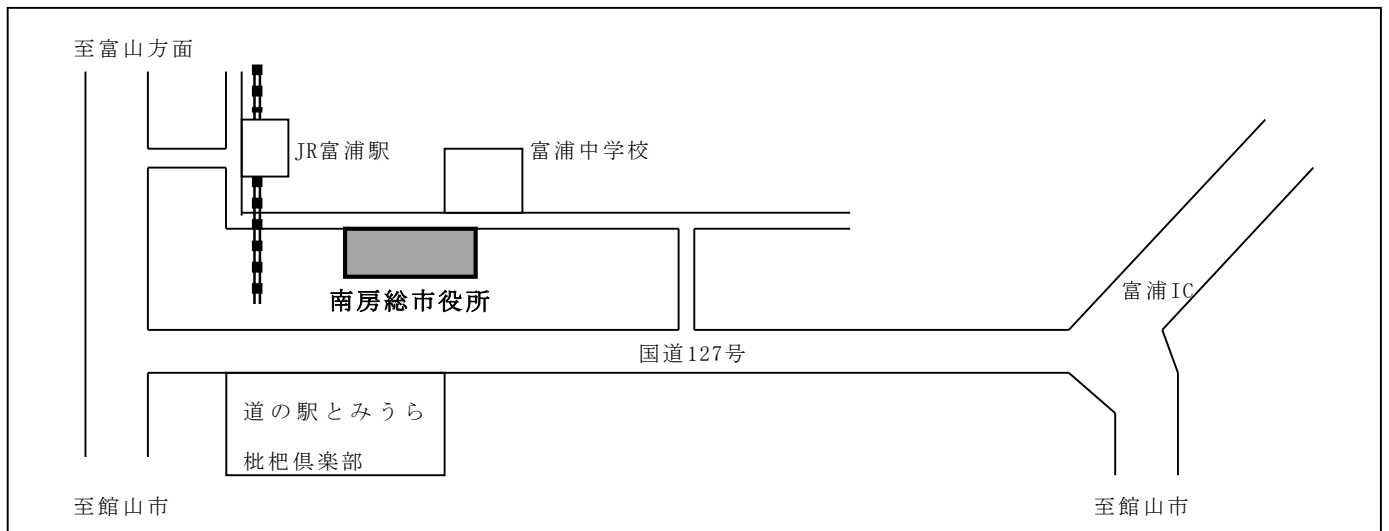 至富山方面
JR富浦駅
富浦中学校
富浦IC
南房総市役所
国道127号
道の駅とみうら
枇杷倶楽部
至館山市
至館山市